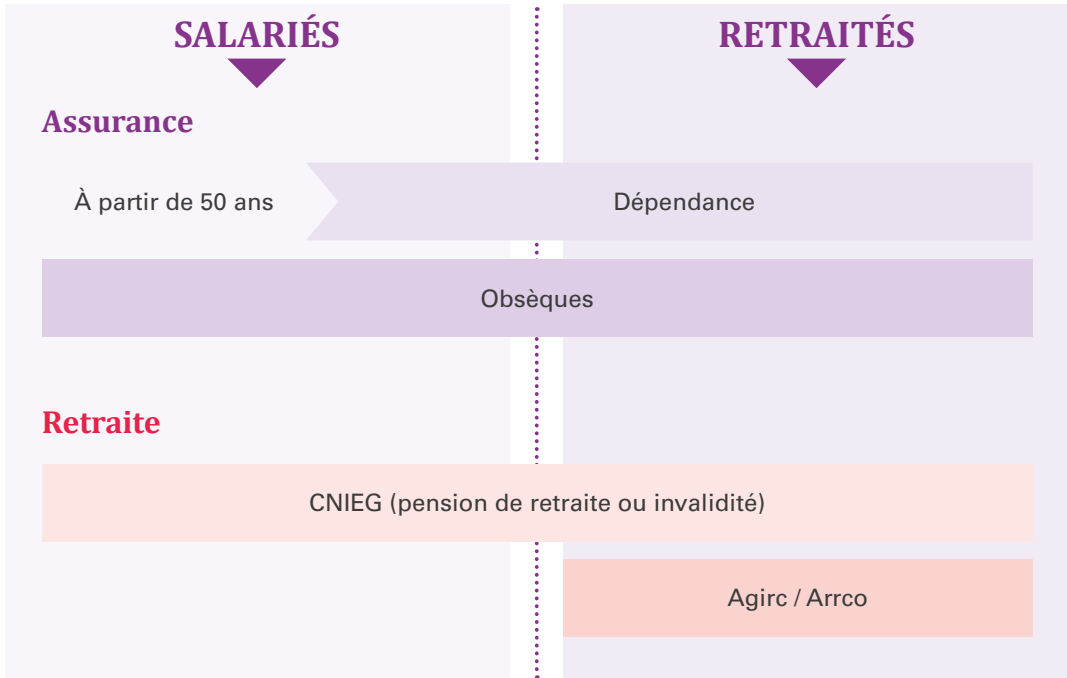 SALARIÉS
RETRAITÉS
Assurance
À partir de 50 ans
Dépendance
Obsèques
Retraite
CNIEG (pension de retraite ou invalidité)
Agirc / Arrco